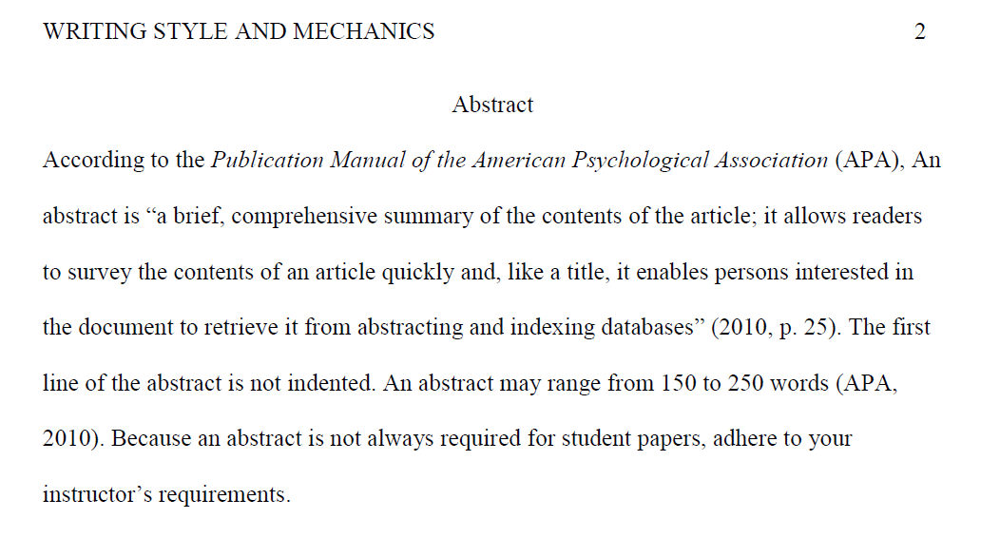 WRITING STYLE AND MECHANICS 2
Abstract
According to the Publication Manual of the American Psychological Association (APA), An
abstract is “a brief, comprehensive summary of the contents of the article; it allows readers
to survey the contents of an article quickly and, like a title, it enables persons interested in
the document to retrieve it from abstracting and indexing databases” (2010, p. 25). The first
line of the abstract is not indented. An abstract may range from 150 to 250 words (APA,
2010). Because an abstract is not always required for student papers, adhere to your
instructor’s requirements.